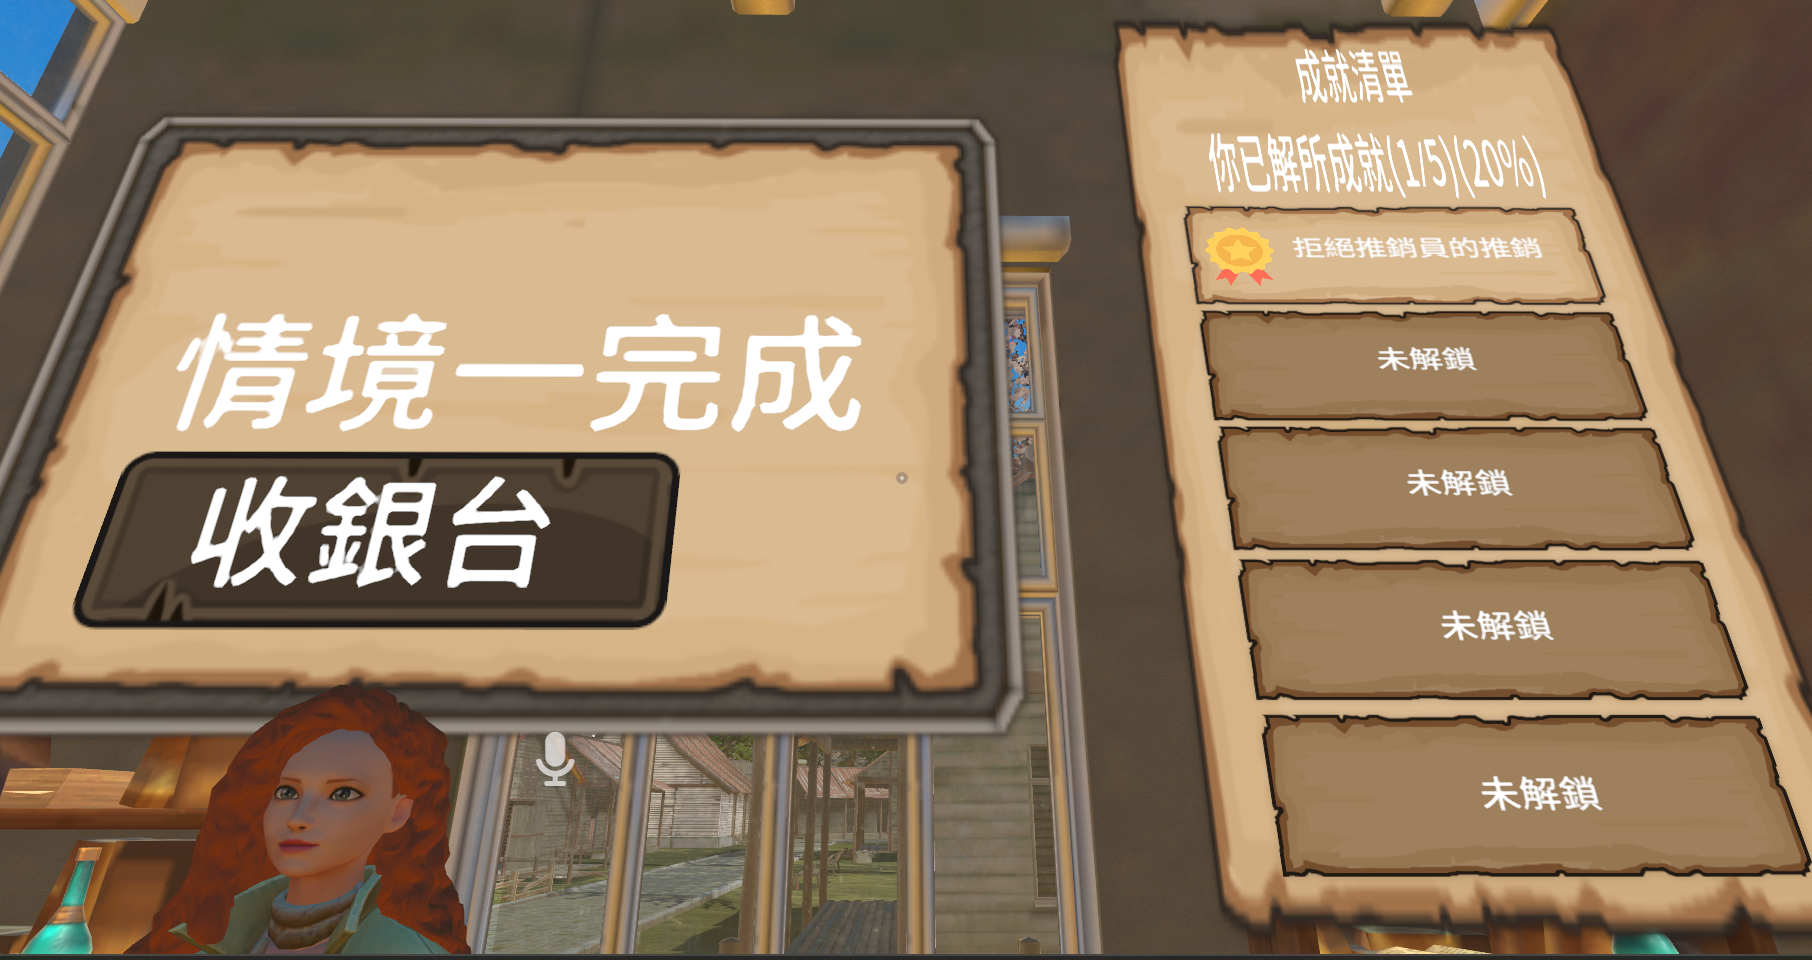 情境一完成
收銀台
成就清單
你已解所成就(1/5)(20%)
拒絕推銷員的推銷
未解鎖
未解鎖
未解鎖
未解鎖